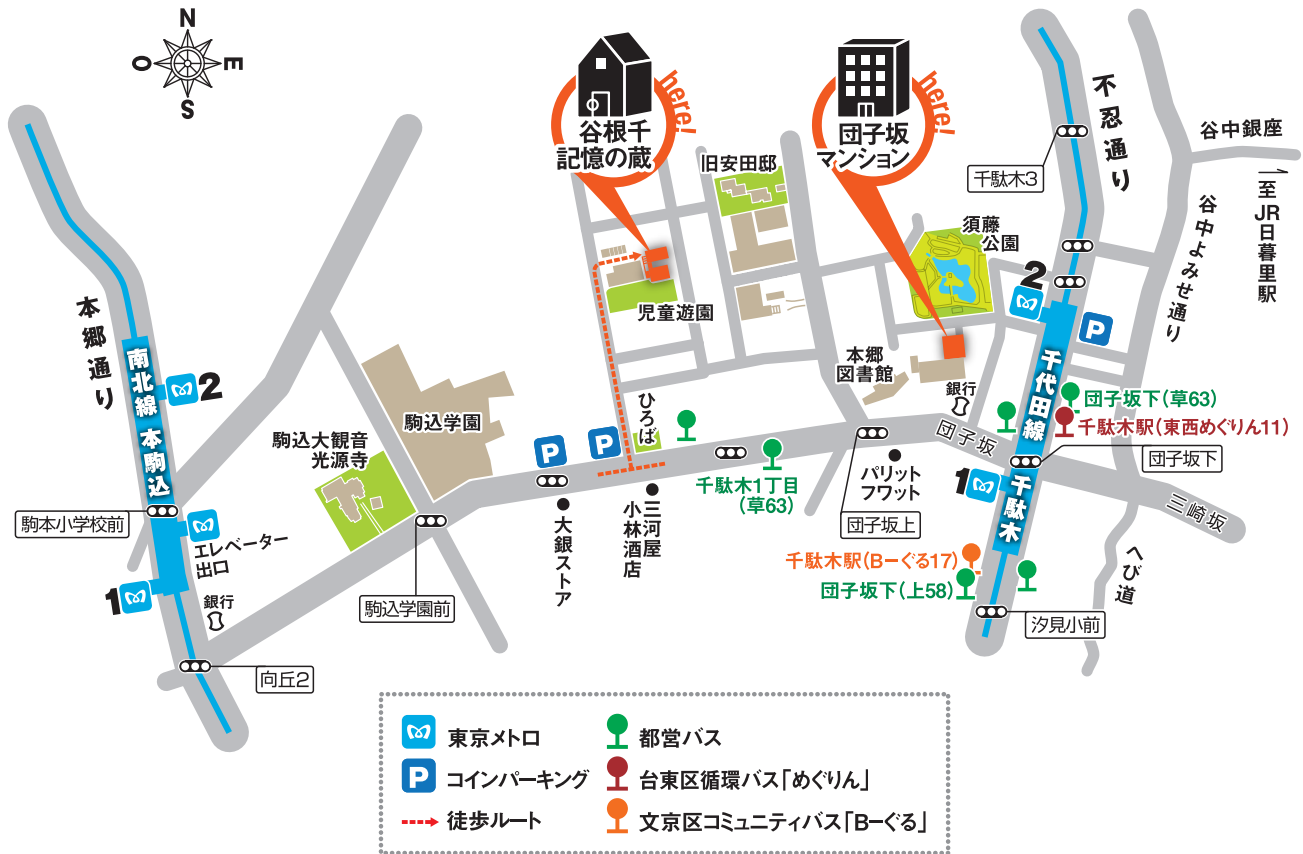 N
O
E
S
here!
谷根千
記憶の蔵
here!
団子坂
マンション
不忍通り
千駄木3
谷中銀座
至JR日暮里駅
谷中よみせ通り
旧安田邸
須藤
公園
児童遊園
本郷通り
南北線 本駒込
2
駒込大観音
光源寺
駒込学園
ひろば
本郷
図書館
銀行
団子坂
2
P
千代田線
千駄木
団子坂下(草63)
千駄木駅(東西めぐりん11)
団子坂下
1
三崎坂
へび道
P
P
千駄木1丁目
(草63)
パリット
フワット
団子坂上
大銀ストア
三河屋
小林酒店
駒本小学校前
エレベーター
出口
1
銀行
駒込学園前
向丘2
千駄木駅(Bーぐる17)
団子坂下(上58)
汐見小前
東京メトロ
都営バス
P
コインパーキング
台東区循環バス「めぐりん」
徒歩ルート
文京区コミュニティバス「Bーぐる」